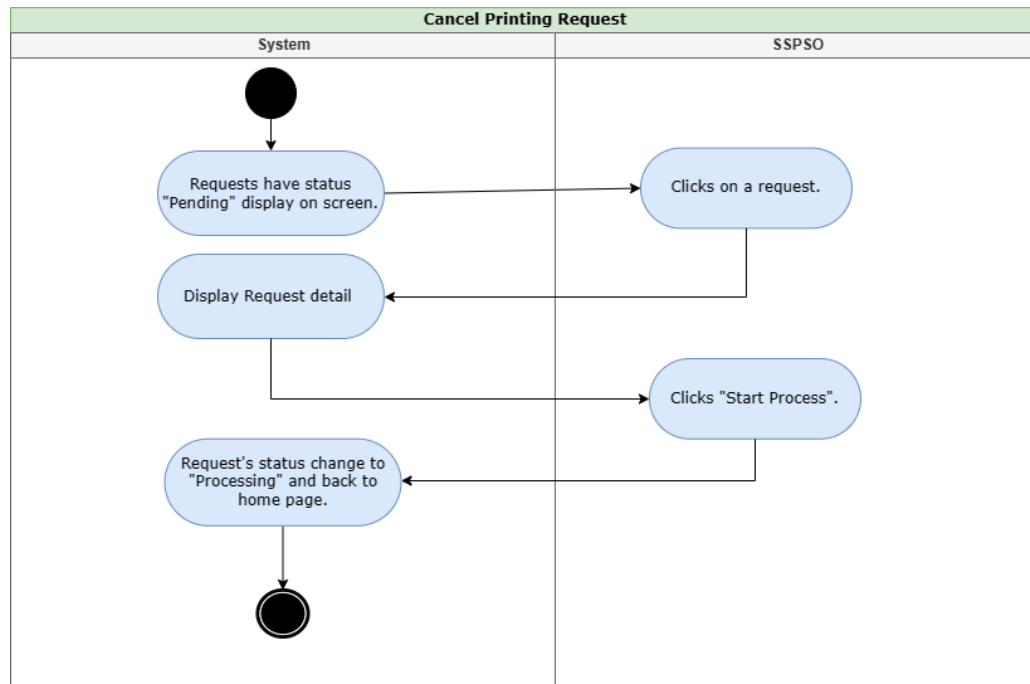 Cancel Printing Request
System
SSPSO
Requests have status
"Pending" display on screen.
Clicks on a request.
Display Request detail
Clicks "Start Process".
Request's status change to
"Processing" and back to
home page.